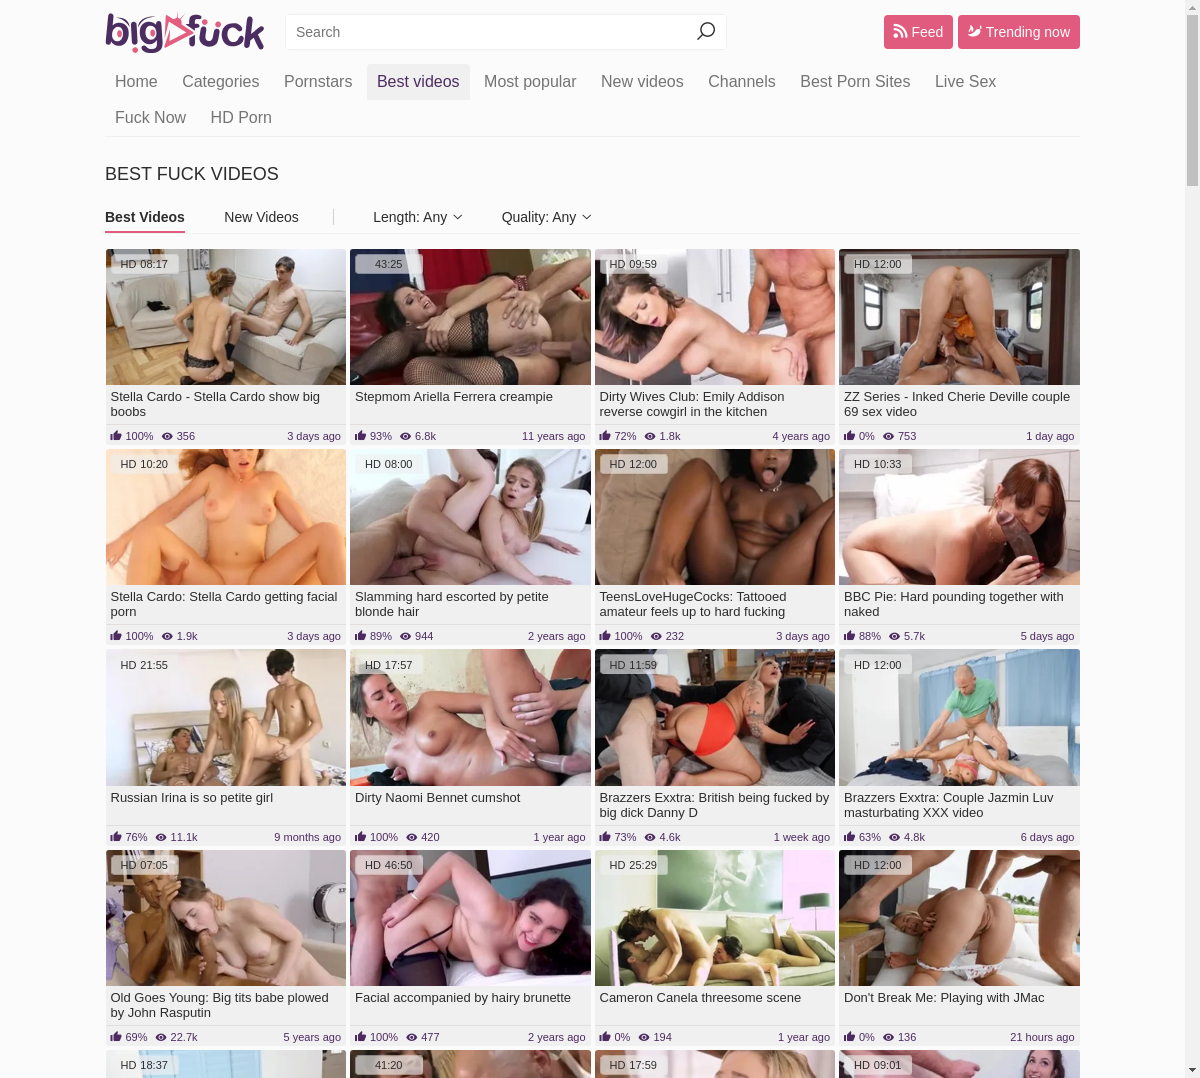 bigfuck
Search
Feed
Trending now
Home Categories Pornstars Best videos Most popular New videos Channels Best Porn Sites Live Sex
Fuck Now HD Porn
BEST FUCK VIDEOS
Best Videos New Videos Length: Any Quality: Any
HD 08:17
43:25
HD 09:59
HD 12:00
Stella Cardo - Stella Cardo show big
boobs
100% 356 3 days ago
Stepmom Ariella Ferrera creampie
93% 6.8k 11 years ago
Dirty Wives Club: Emily Addison
reverse cowgirl in the kitchen
72% 1.8k 4 years ago
ZZ Series - Inked Cherie Deville couple
69 sex video
0% 753 1 day ago
HD 10:20
HD 08:00
HD 12:00
HD 10:33
Stella Cardo: Stella Cardo getting facial
porn
100% 1.9k 3 days ago
Slamming hard escorted by petite
blonde hair
89% 944 2 years ago
TeensLoveHugeCocks: Tattooed
amateur feels up to hard fucking
100% 232 3 days ago
BBC Pie: Hard pounding together with
naked
88% 5.7k 5 days ago
HD 21:55
HD 17:57
HD 11:59
HD 12:00
Russian Irina is so petite girl
76% 11.1k 9 months ago
Dirty Naomi Bennet cumshot
100% 420 1 year ago
Brazzers Exxtra: British being fucked by
big dick Danny D
73% 4.6k 1 week ago
Brazzers Exxtra: Couple Jazmin Luv
masturbating XXX video
63% 4.8k 6 days ago
HD 07:05
HD 46:50
HD 25:29
HD 12:00
Old Goes Young: Big tits babe plowed
by John Rasputin
69% 22.7k 5 years ago
Facial accompanied by hairy brunette
100% 477 2 years ago
Cameron Canela threesome scene
0% 194 1 year ago
Don't Break Me: Playing with JMac
0% 136 21 hours ago
HD 18:37
41:20
HD 17:59
HD 09:01